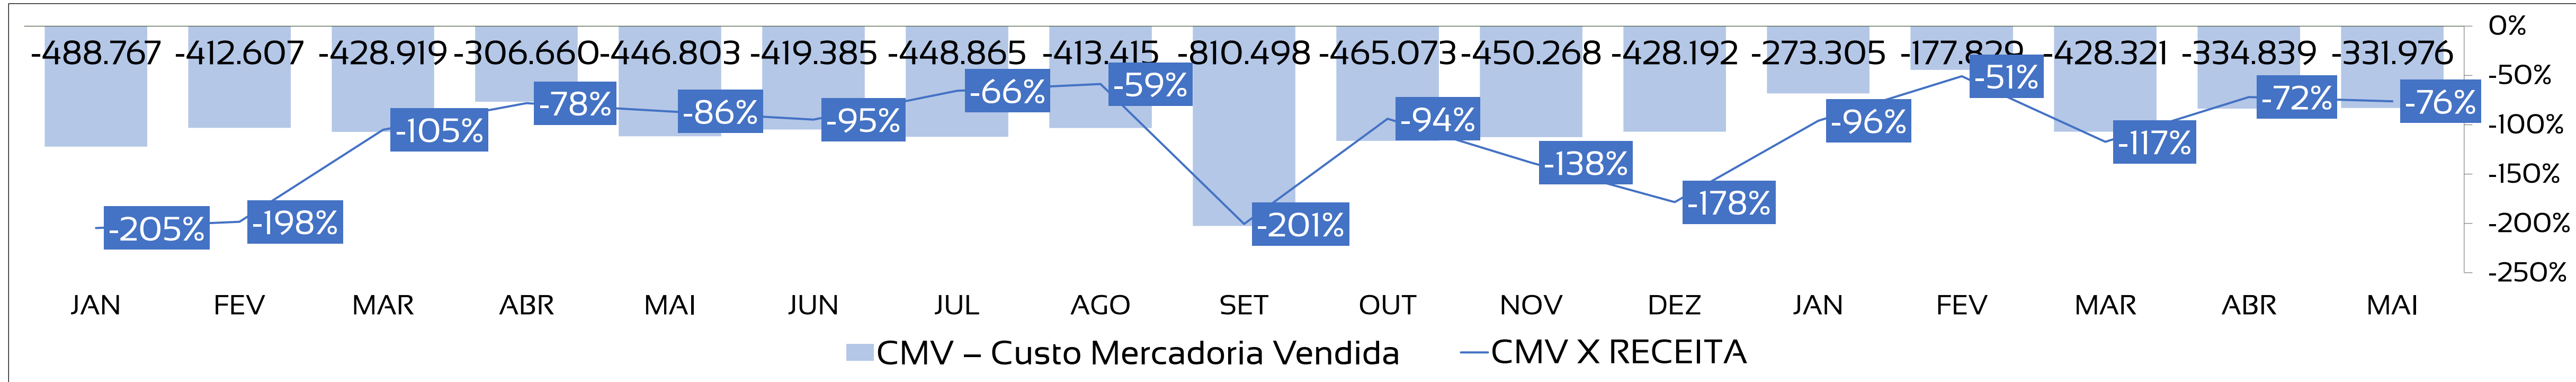 -488.767 -412.607 -428.919 -306.660 -446.803 -419.385 -448.865 -413.415 -810.498 -465.073 -450.268 -428.192 -273.305 -177.829 -428.321 -334.839 -331.976
-205% -198% -105% -78% -86% -95% -66% -59% -201% -94% -138% -178% -96% -51% -117% -72% -76%
0%
-50%
-100%
-150%
-200%
-250%
JAN FEV MAR ABR MAI JUN JUL AGO SET OUT NOV DEZ JAN FEV MAR ABR MAI
CMV – Custo Mercadoria Vendida CMV X RECEITA